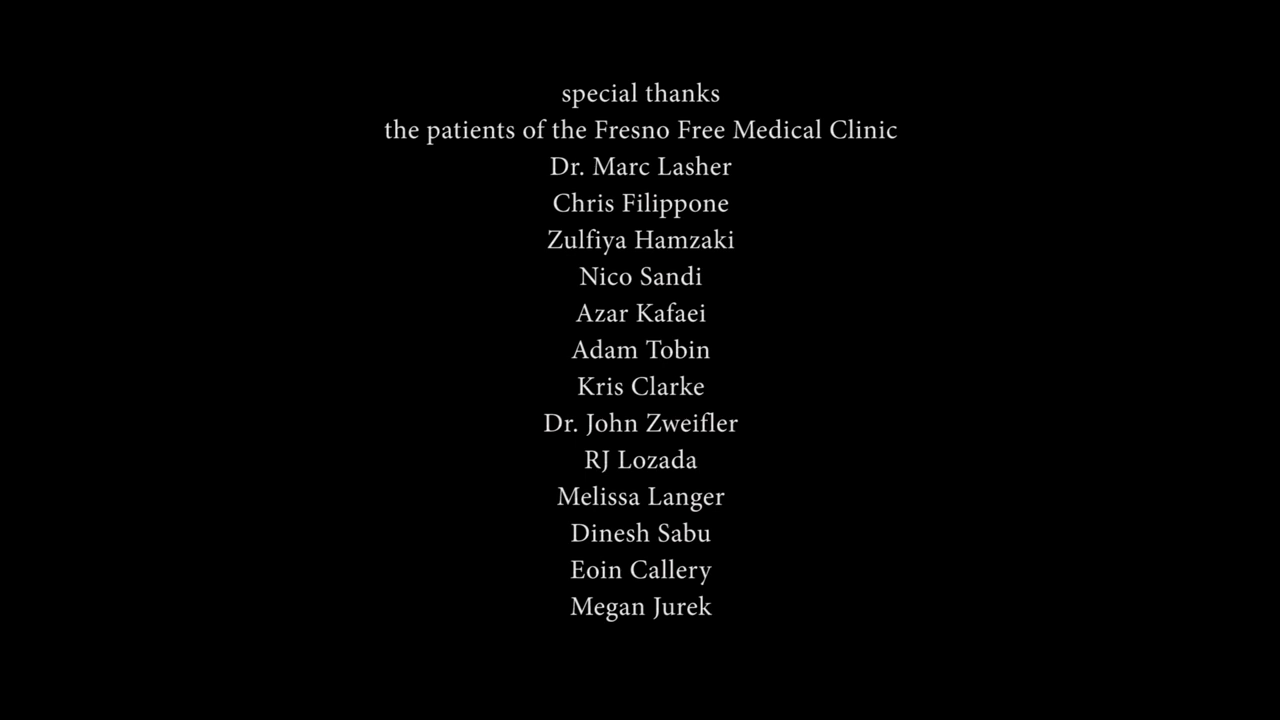 special thanks
the patients of the Fresno Free Medical Clinic
Dr. Marc Lasher
Chris Filippone
Zulfiya Hamzaki
Nico Sandi
Azar Kafaei
Adam Tobin
Kris Clarke
Dr. John Zweifler
RJ Lozada
Melissa Langer
Dinesh Sabu
Eoin Callery
Megan Jurek